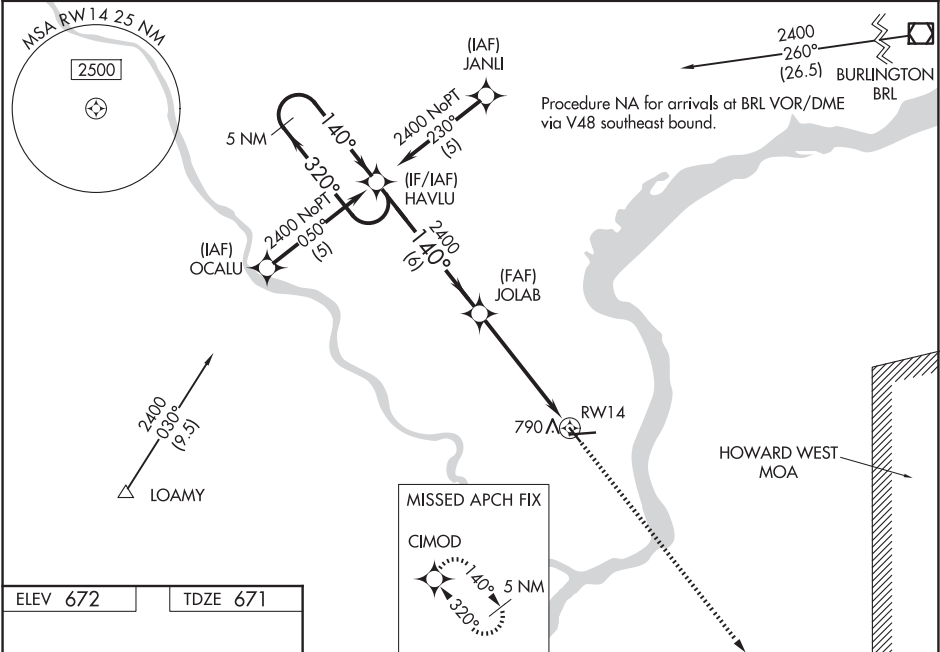 MSA RW14 25 NM
2500
(IAF)
JANLI
2400 NoPT
230°
(5)
2400
260°
(26.5)
BURLINGTON
BRL
Procedure NA for arrivals at BRL VOR/DME
via V48 southeast bound.
5 NM
140°
320°
(IF/IAF)
HAVLU
2400 NoPT
050°
(5)
(IAF)
OCALU
2400
140°
(6)
(FAF)
JOLAB
2400
030°
(9.5)
LOAMY
790
RW14
HOWARD WEST
MOA
MISSED APCH FIX
CIMOD
140°
320°
5 NM
ELEV 672
TDZE 671